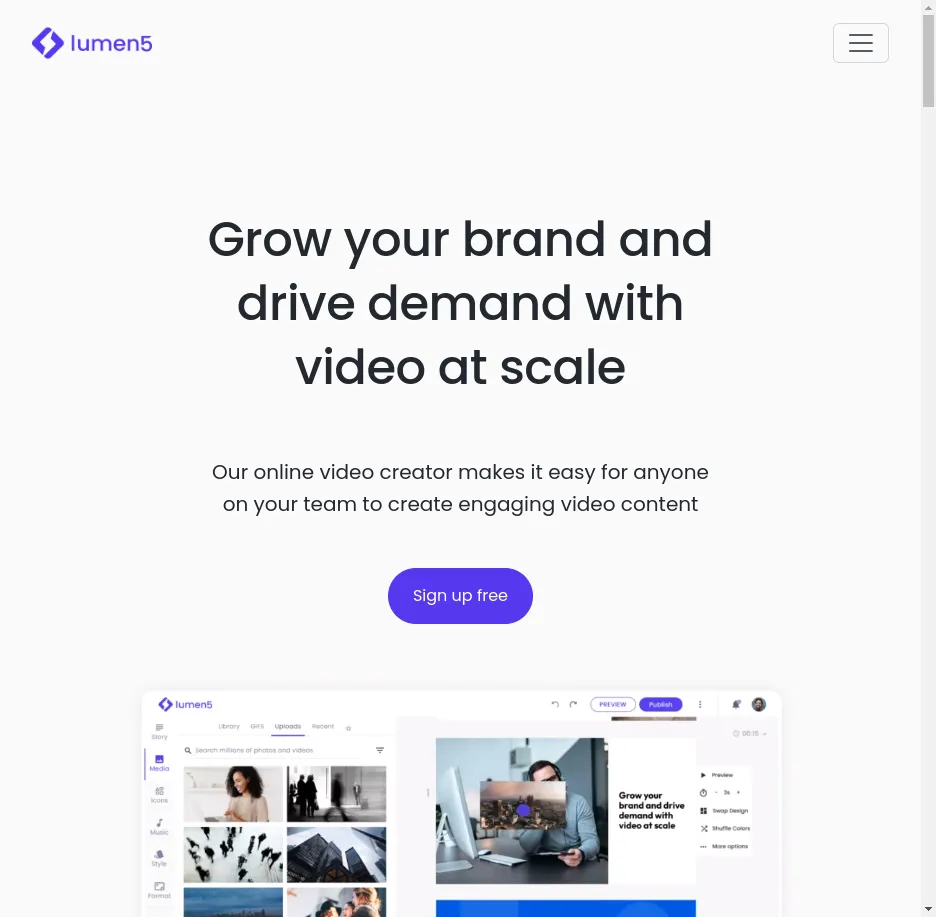 lumen5
Grow your brand and
drive demand with
video at scale
Our online video creator makes it easy for anyone
on your team to create engaging video content
Sign up free
lumen5
PREVIEW
Publish
Library GIFS Uploads Recent
Story
Search millions of photos and videos
00:15
Media
Icons
Music
Style
Format
Grow your
brand and drive
demand with
video at scale
Preview
- 3s +
Swap Design
Shuffle Colors
More options